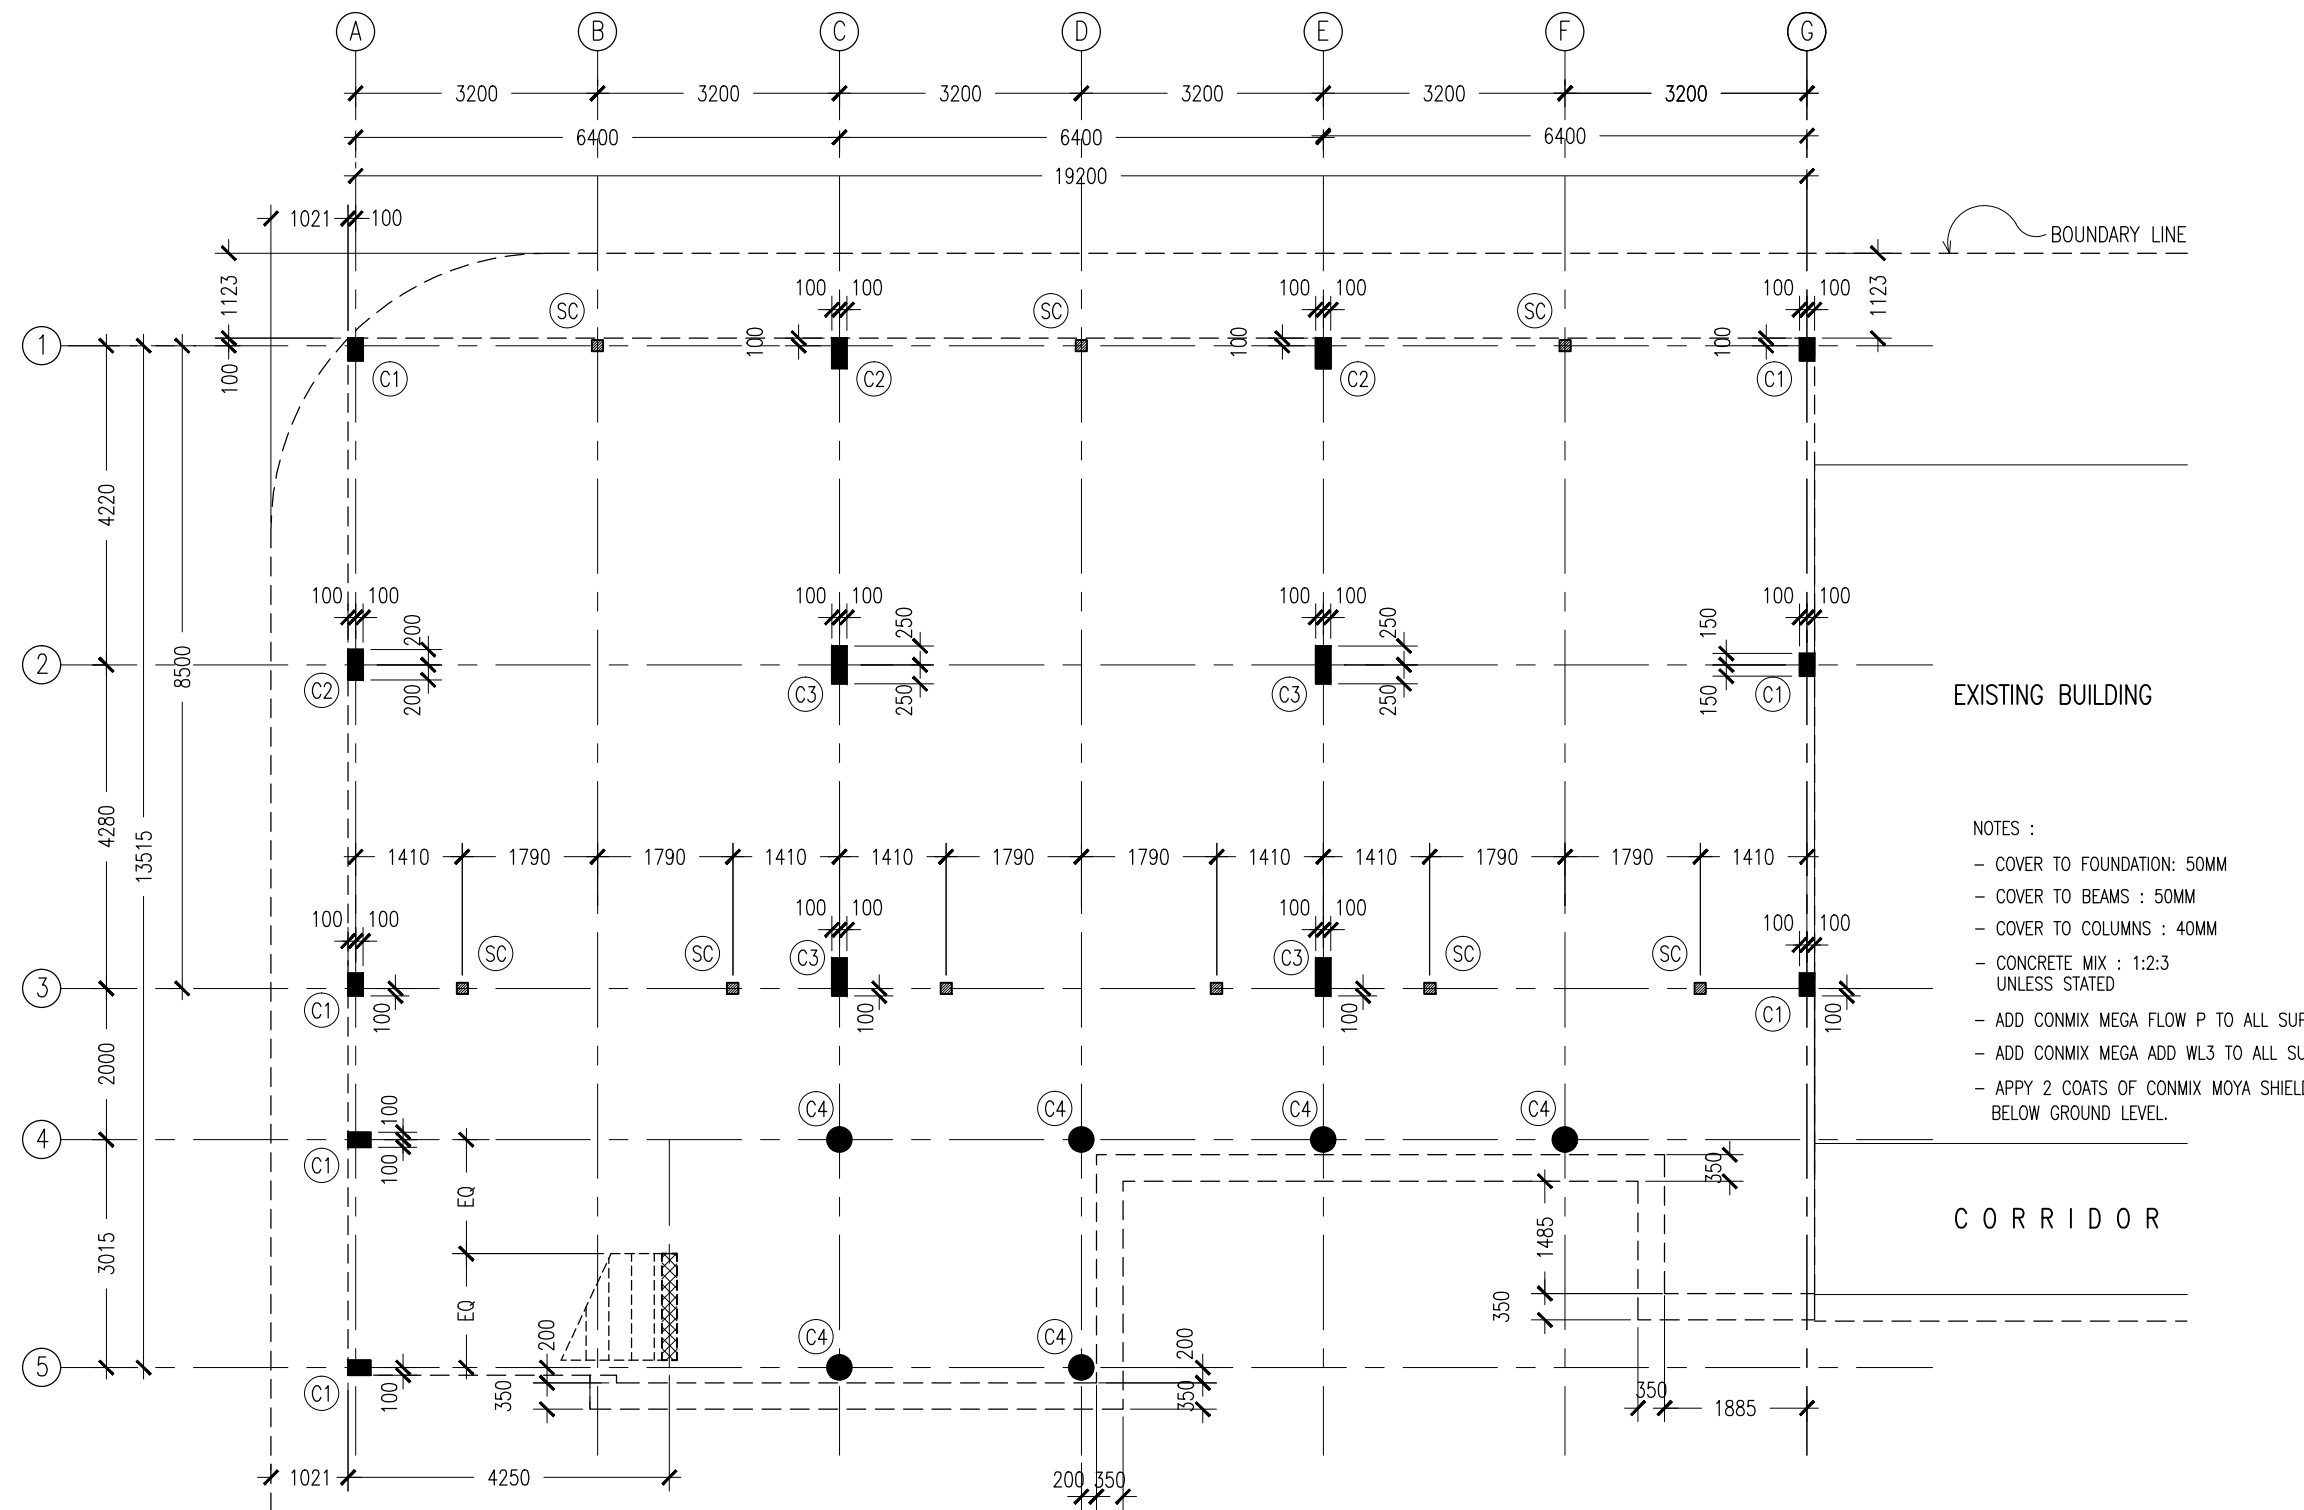 A B C D E F G
3200 3200 3200 3200 3200 3200
6400 6400 6400
19200
1021 100
BOUNDARY LINE
1123 1123
100 100 100 100 100 100
SC SC SC
1
100 100 100 100
C1 C2 C2 C1
4220
100 100 100 100 100 100 100 100
200 250 250 150
2
8500
200 250 250 150
C2 C3 C3 C1
EXISTING BUILDING
4280
13515
NOTES :
- COVER TO FOUNDATION: 50MM
- COVER TO BEAMS : 50MM
- COVER TO COLUMNS : 40MM
- CONCRETE MIX : 1:2:3
UNLESS STATED
- ADD CONMIX MEGA FLOW P TO ALL SUP
- ADD CONMIX MEGA ADD WL3 TO ALL SU
- APPY 2 COATS OF CONMIX MOYA SHIELD
BELOW GROUND LEVEL.
1410 1790 1790 1410 1410 1790 1790 1410 1410 1790 1790 1410
100 100 100 100 100 100 100 100
SC SC C3 C3 SC SC
3
C1 100 100 100 C1 100
2000
C4 C4 C4 C4
100
4
C1 100
350
EQ
CORRIDOR
1485
3015
EQ
350
C4 C4
200 200
5
C1 100 350 350
350
1885
1021 4250 200 350